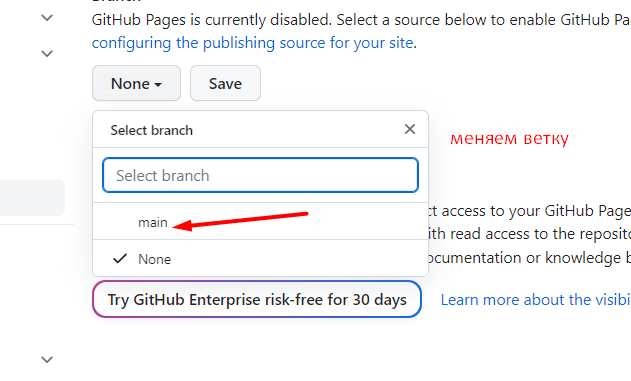 GitHub Pages is currently disabled. Select a source below to enable GitHub Pa
configuring the publishing source for your site.
None
Save
Select branch
меняем ветку
Select branch
main
ct access to your GitHub Page
None
with read access to the reposito
ocumentation or knowledge b
Try GitHub Enterprise risk-free for 30 days
Learn more about the visibi